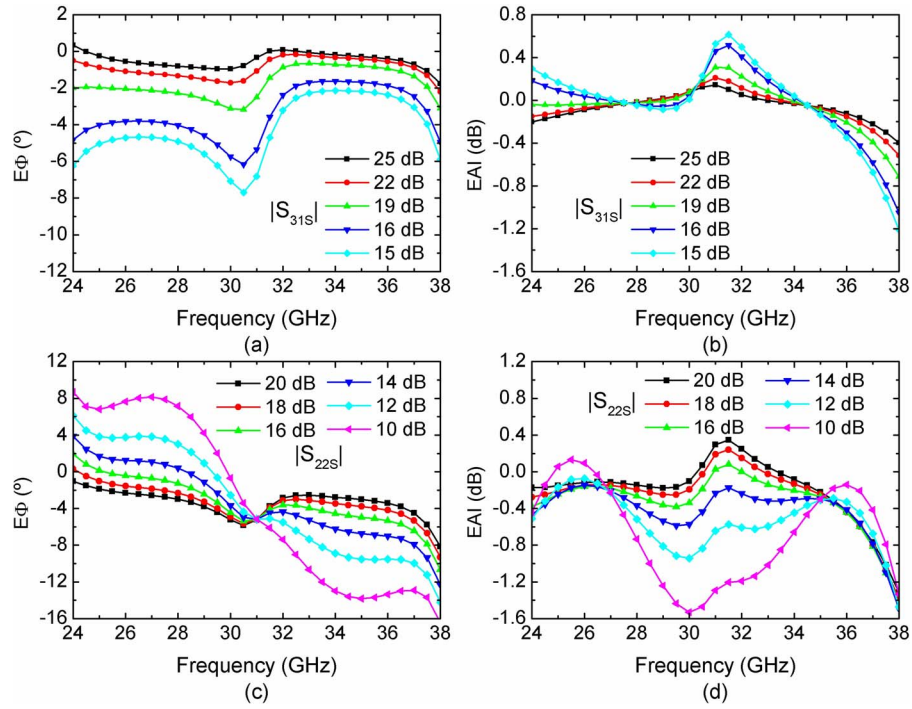 2
0
-2
-4
-6
-8
-10
-12
24 26 28 30 32 34 36 38
EΦ (º)
Frequency (GHz)
|S31S|
25 dB
22 dB
19 dB
16 dB
15 dB
(a)
1.2
0.8
0.4
0.0
-0.4
-0.8
-1.2
-1.6
24 26 28 30 32 34 36 38
EAI (dB)
Frequency (GHz)
|S31S|
25 dB
22 dB
19 dB
16 dB
15 dB
(b)
12
8
4
0
-4
-8
-12
-16
24 26 28 30 32 34 36 38
EΦ (º)
Frequency (GHz)
20 dB 14 dB
18 dB 12 dB
16 dB 10 dB
|S22S|
(c)
1.2
0.8
0.4
0.0
-0.4
-0.8
-1.2
-1.6
24 26 28 30 32 34 36 38
EAI (dB)
Frequency (GHz)
|S22S|
20 dB 14 dB
18 dB 12 dB
16 dB 10 dB
(d)